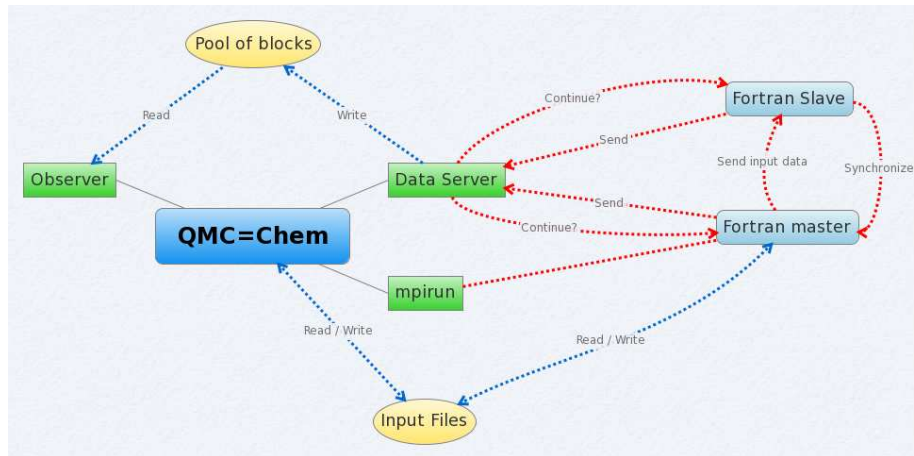 Pool of blocks
Continue?
Fortran Slave
Read
Write
Send
Send input data
Synchronize
Observer
Data Server
Send
QMC=Chem
Continue?
Fortran master
mpirun
Read / Write
Read / Write
Input Files